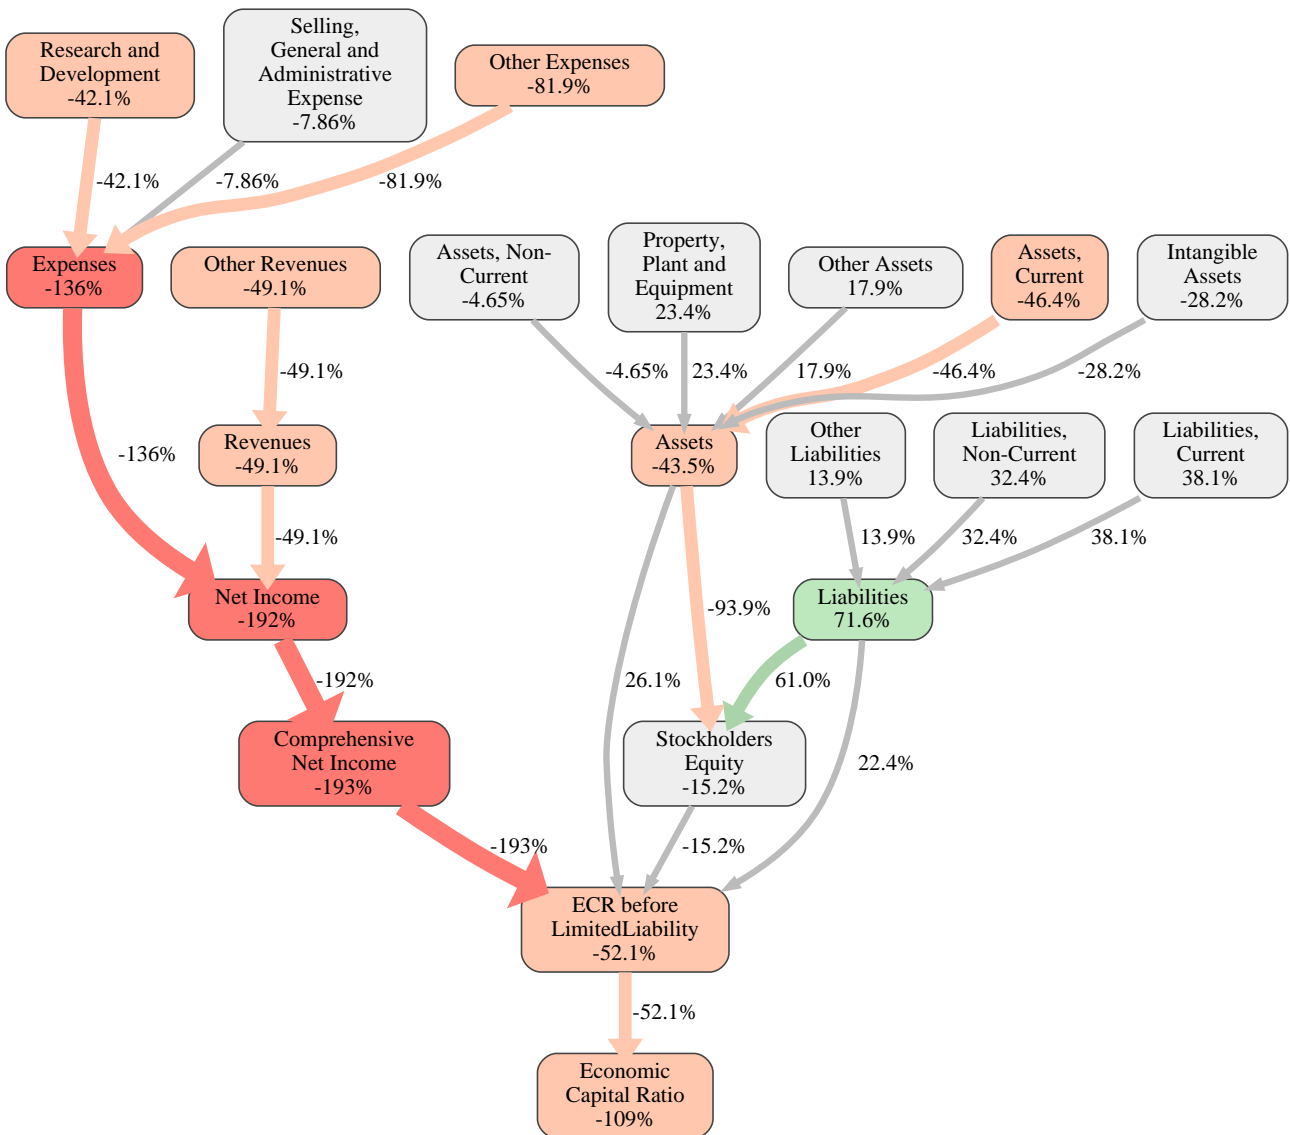 Research and
Development
-42.1%
Selling,
General and
Administrative
Expense
-7.86%
Other Expenses
-81.9%
-42.1%
-7.86%
-81.9%
Expenses
-136%
Other Revenues
-49.1%
Assets, Non-
Current
-4.65%
Property,
Plant and
Equipment
23.4%
Other Assets
17.9%
Assets,
Current
-46.4%
Intangible
Assets
-28.2%
-49.1%
-4.65%
23.4%
17.9%
-46.4%
-28.2%
-136%
Revenues
-49.1%
Assets
-43.5%
Other
Liabilities
13.9%
Liabilities,
Non-Current
32.4%
Liabilities,
Current
38.1%
-49.1%
13.9%
32.4%
38.1%
Net Income
-192%
-93.9%
Liabilities
71.6%
-192%
26.1%
61.0%
Comprehensive
Net Income
-193%
Stockholders
Equity
-15.2%
22.4%
-193%
-15.2%
ECR before
LimitedLiability
-52.1%
-52.1%
Economic
Capital Ratio
-109%